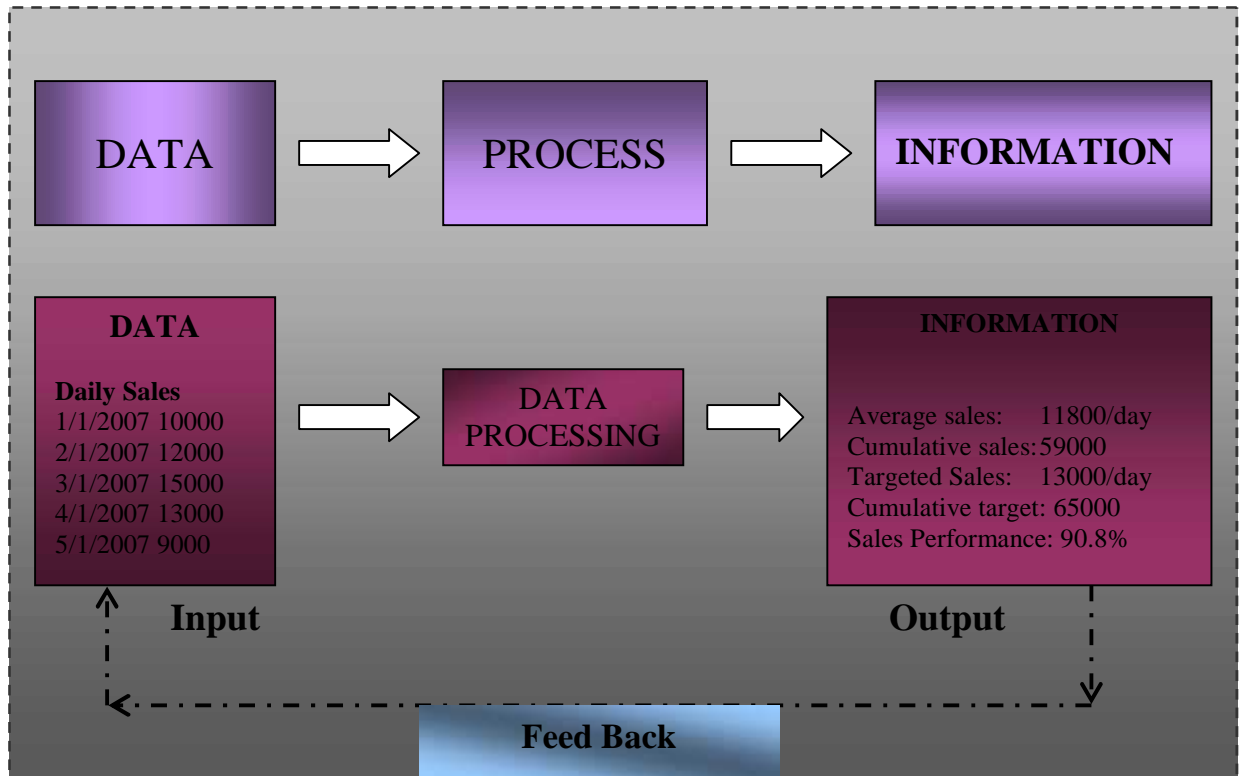 DATA
PROCESS
INFORMATION
DATA
Daily Sales
1/1/2007 10000
2/1/2007 12000
3/1/2007 15000
4/1/2007 13000
5/1/2007 9000
DATA
PROCESSING
INFORMATION
Average sales: 11800/day
Cumulative sales:59000
Targeted Sales: 13000/day
Cumulative target: 65000
Sales Performance: 90.8%
Input
Output
Feed Back